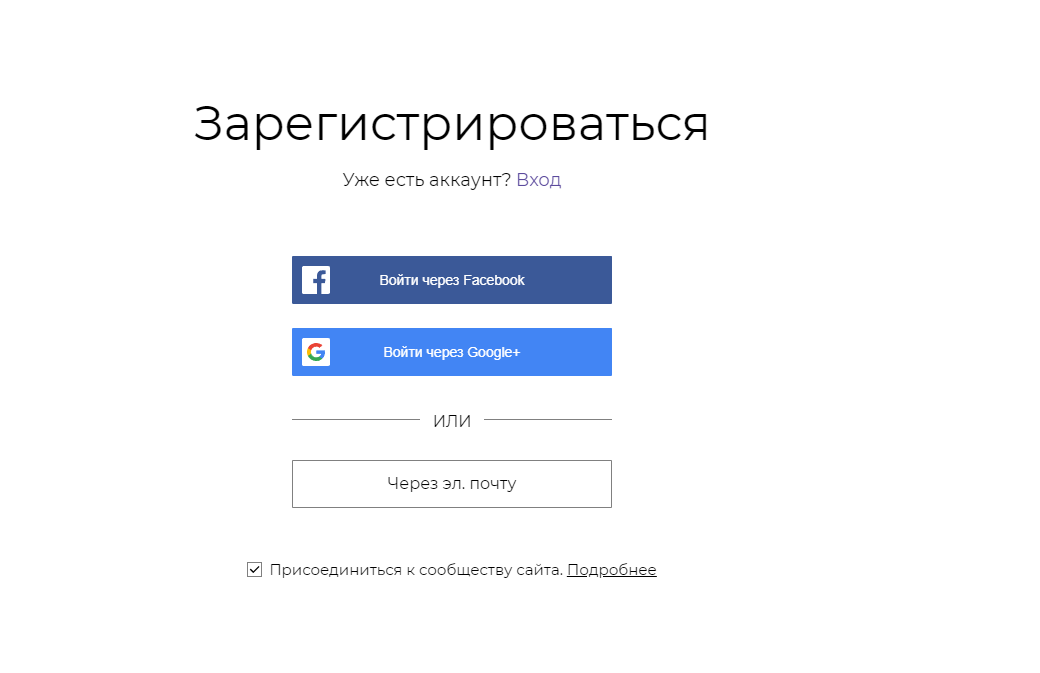 Зарегистрироваться
Уже есть аккаунт? Вход
Войти через Facebook
Войти через Google+
ИЛИ
Через эл. почту
Присоединиться к сообществу сайта. Подробнее